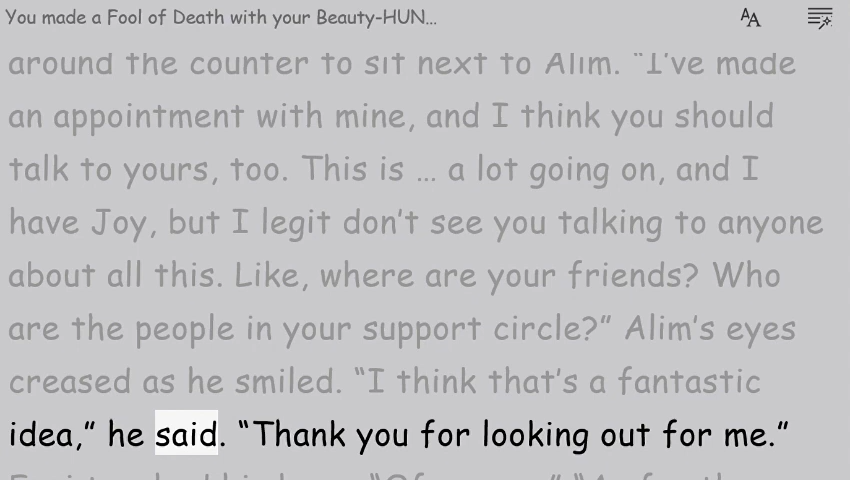 You made a Fool of Death with your Beauty-HUN...
around the counter to sit next to Alim. “I’ve made
an appointment with mine, and I think you should
talk to yours, too. This is ... a lot going on, and I
have Joy, but I legit don’t see you talking to anyone
about all this. Like, where are your friends? Who
are the people in your support circle?” Alim’s eyes
creased as he smiled. “I think that’s a fantastic
idea,” he said. “Thank you for looking out for me.”